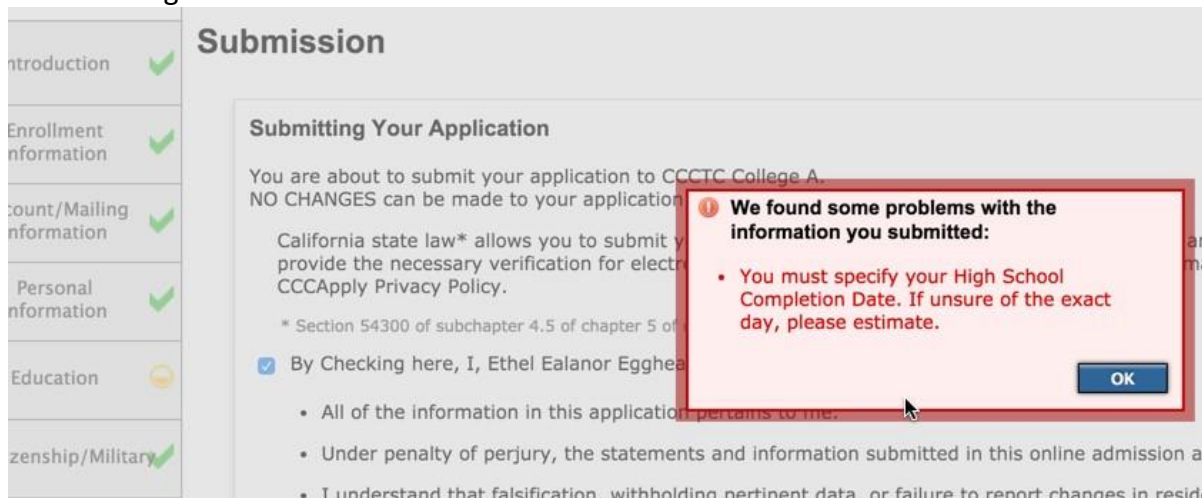 Submission
ntroduction
Enrollment
nformation
count/Mailing
nformation
Personal
nformation
Education
zenship/Military
Submitting Your Application
You are about to submit your application to CCCTC College A.
NO CHANGES can be made to your application
California state law* allows you to submit y
provide the necessary verification for electr
CCCApply Privacy Policy.
* Section 54300 of subchapter 4.5 of chapter 5 of
By Checking here, I, Ethel Ealanor Egghea
• All of the information in this application pertains to me.
• Under penalty of perjury, the statements and information submitted in this online admission a
• I understand that falsification, withholding pertinent data, or failure to report changes in resid
We found some problems with the
information you submitted:
• You must specify your High School
Completion Date. If unsure of the exact
day, please estimate.
OK